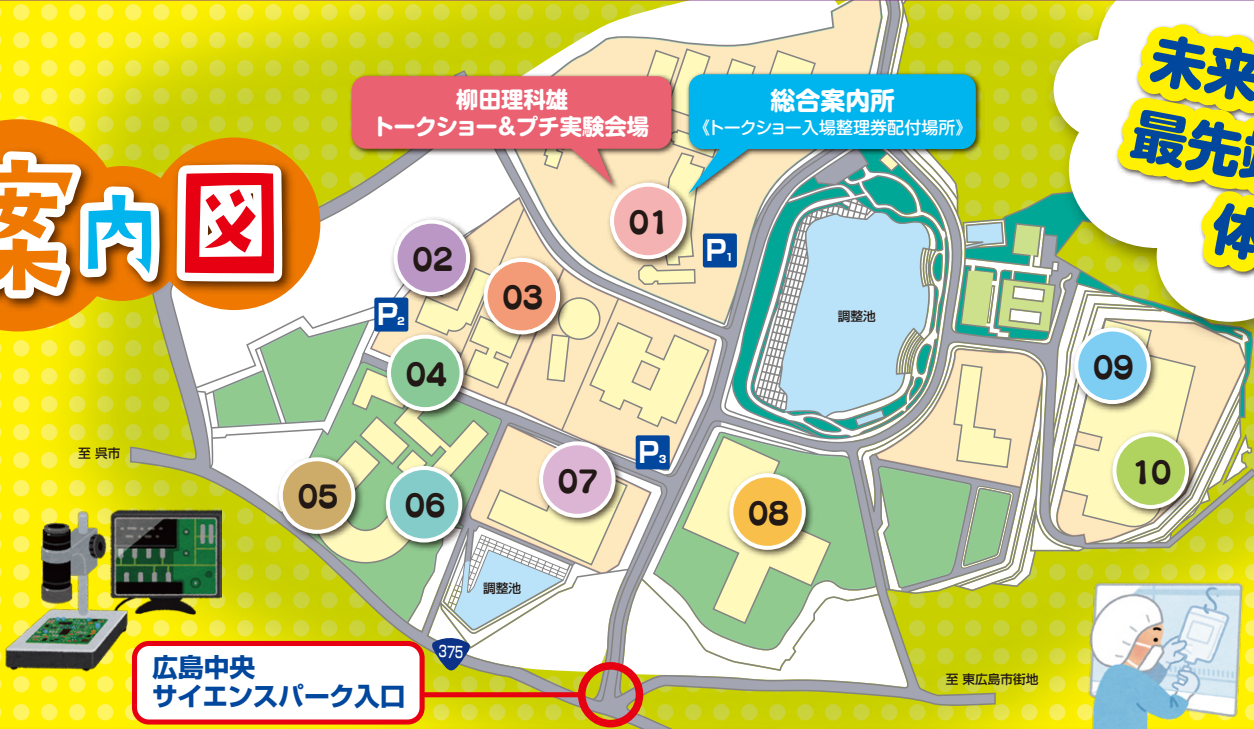 案内図
未来
最先端
体
柳田理科雄
トークショー&プチ実験会場
総合案内所
《トークショー入場整理券配付場所》
01
P1
02
03
P2
04
調整池
09
至 呉市
05
06
07
P3
08
10
調整池
375
広島中央
サイエンスパーク入口
至 東広島市街地